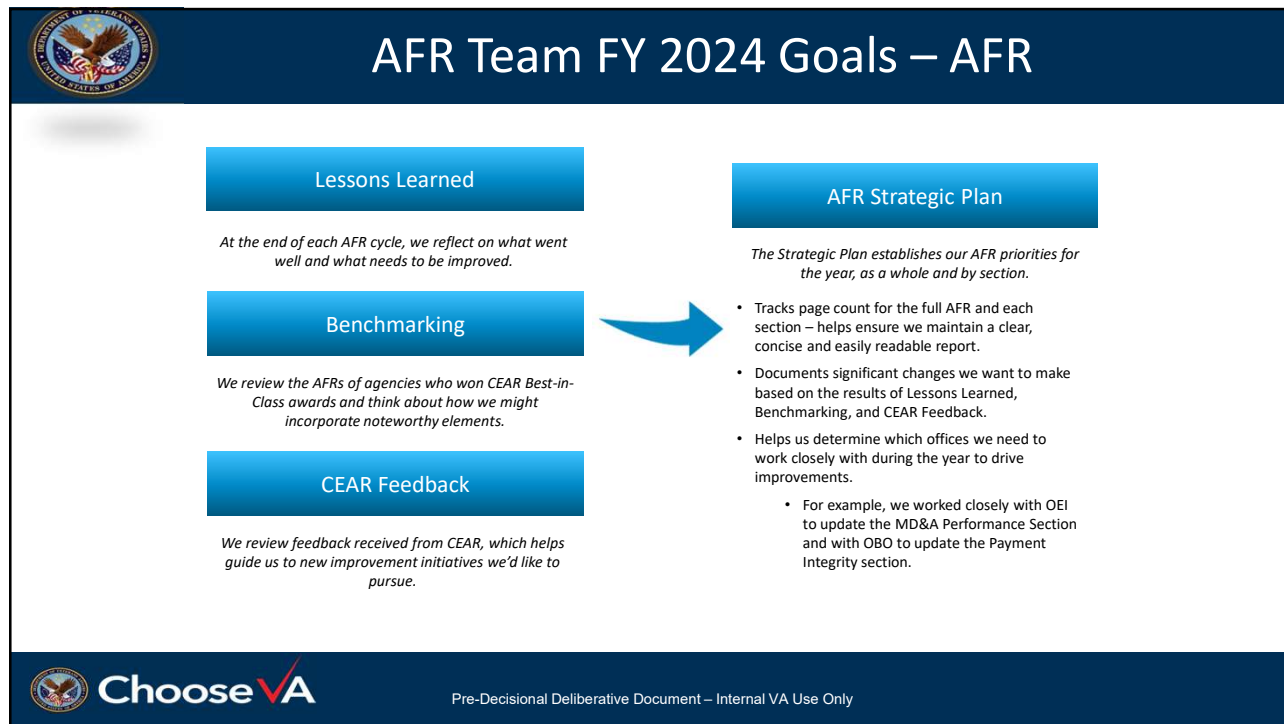 AFR Team FY 2024 Goals – AFR
Lessons Learned
At the end of each AFR cycle, we reflect on what went
well and what needs to be improved.
Benchmarking
We review the AFRs of agencies who won CEAR Best-in-
Class awards and think about how we might
incorporate noteworthy elements.
CEAR Feedback
We review feedback received from CEAR, which helps
guide us to new improvement initiatives we’d like to
pursue.
AFR Strategic Plan
The Strategic Plan establishes our AFR priorities for
the year, as a whole and by section.
• Tracks page count for the full AFR and each
section – helps ensure we maintain a clear,
concise and easily readable report.
• Documents significant changes we want to make
based on the results of Lessons Learned,
Benchmarking, and CEAR Feedback.
• Helps us determine which offices we need to
work closely with during the year to drive
improvements.
• For example, we worked closely with OEI
to update the MD&A Performance Section
and with OBO to update the Payment
Integrity section.
Choose VA
Pre-Decisional Deliberative Document – Internal VA Use Only